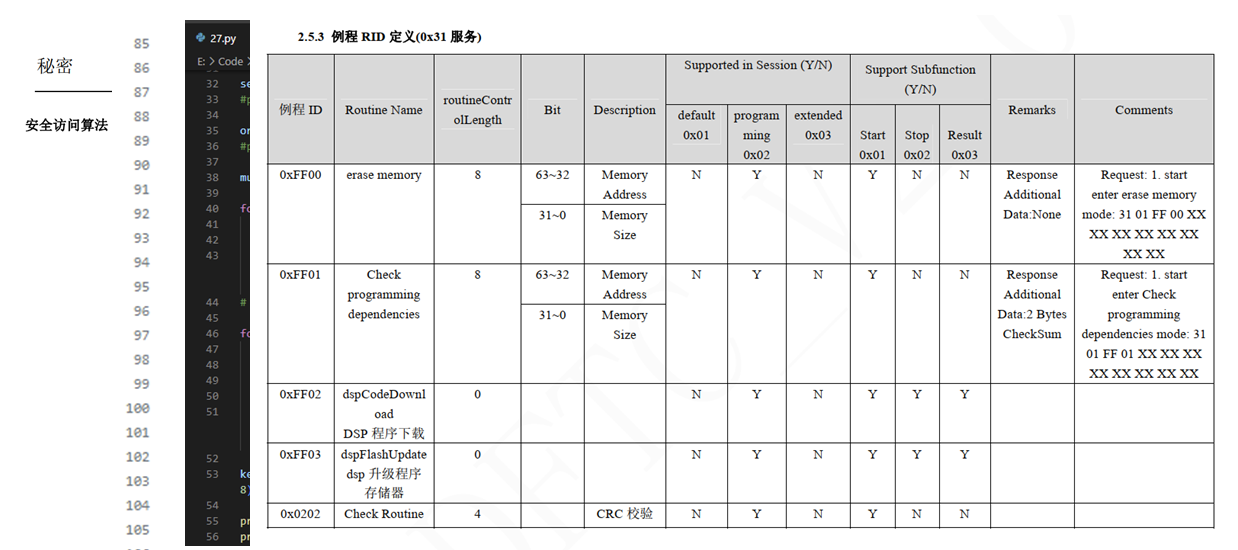 秘密
安全访问算法
85
86
87
88
89
90
91
92
93
94
95
96
97
98
99
100
101
102
103
104
105
27.py
E: > Code >
32 se
33 #p
34
35 or
36 #p
37
38 mu
39
40 fo
41
42
43
44 #
45
46 fo
47
48
49
50
51
52
53 ke
8)
54
55 pr
56 pr
2.5.3 例程 RID 定义(0x31 服务)
例程 ID
Routine Name
routineContr
olLength
Bit
Description
Supported in Session (Y/N)
default
0x01
program
ming
0x02
extended
0x03
Support Subfunction
(Y/N)
Start
0x01
Stop
0x02
Result
0x03
Remarks
Comments
0xFF00
erase memory
8
63~32
Memory
Address
31~0
Memory
Size
N
Y
N
Y
N
N
Response
Additional
Data:None
Request: 1. start
enter erase memory
mode: 31 01 FF 00 XX
XX XX XX XX XX
XX XX
0xFF01
Check
programming
dependencies
8
63~32
Memory
Address
31~0
Memory
Size
N
Y
N
Y
N
N
Response
Additional
Data:2 Bytes
CheckSum
Request: 1. start
enter Check
programming
dependencies mode: 31
01 FF 01 XX XX XX
XX XX XX XX XX
0xFF02
dspCodeDownl
oad
DSP 程序下载
0
N
Y
N
Y
Y
Y
0xFF03
dspFlashUpdate
dsp 升级程序
存储器
0
N
Y
N
Y
Y
Y
0x0202
Check Routine
4
CRC 校验
N
Y
N
Y
N
N